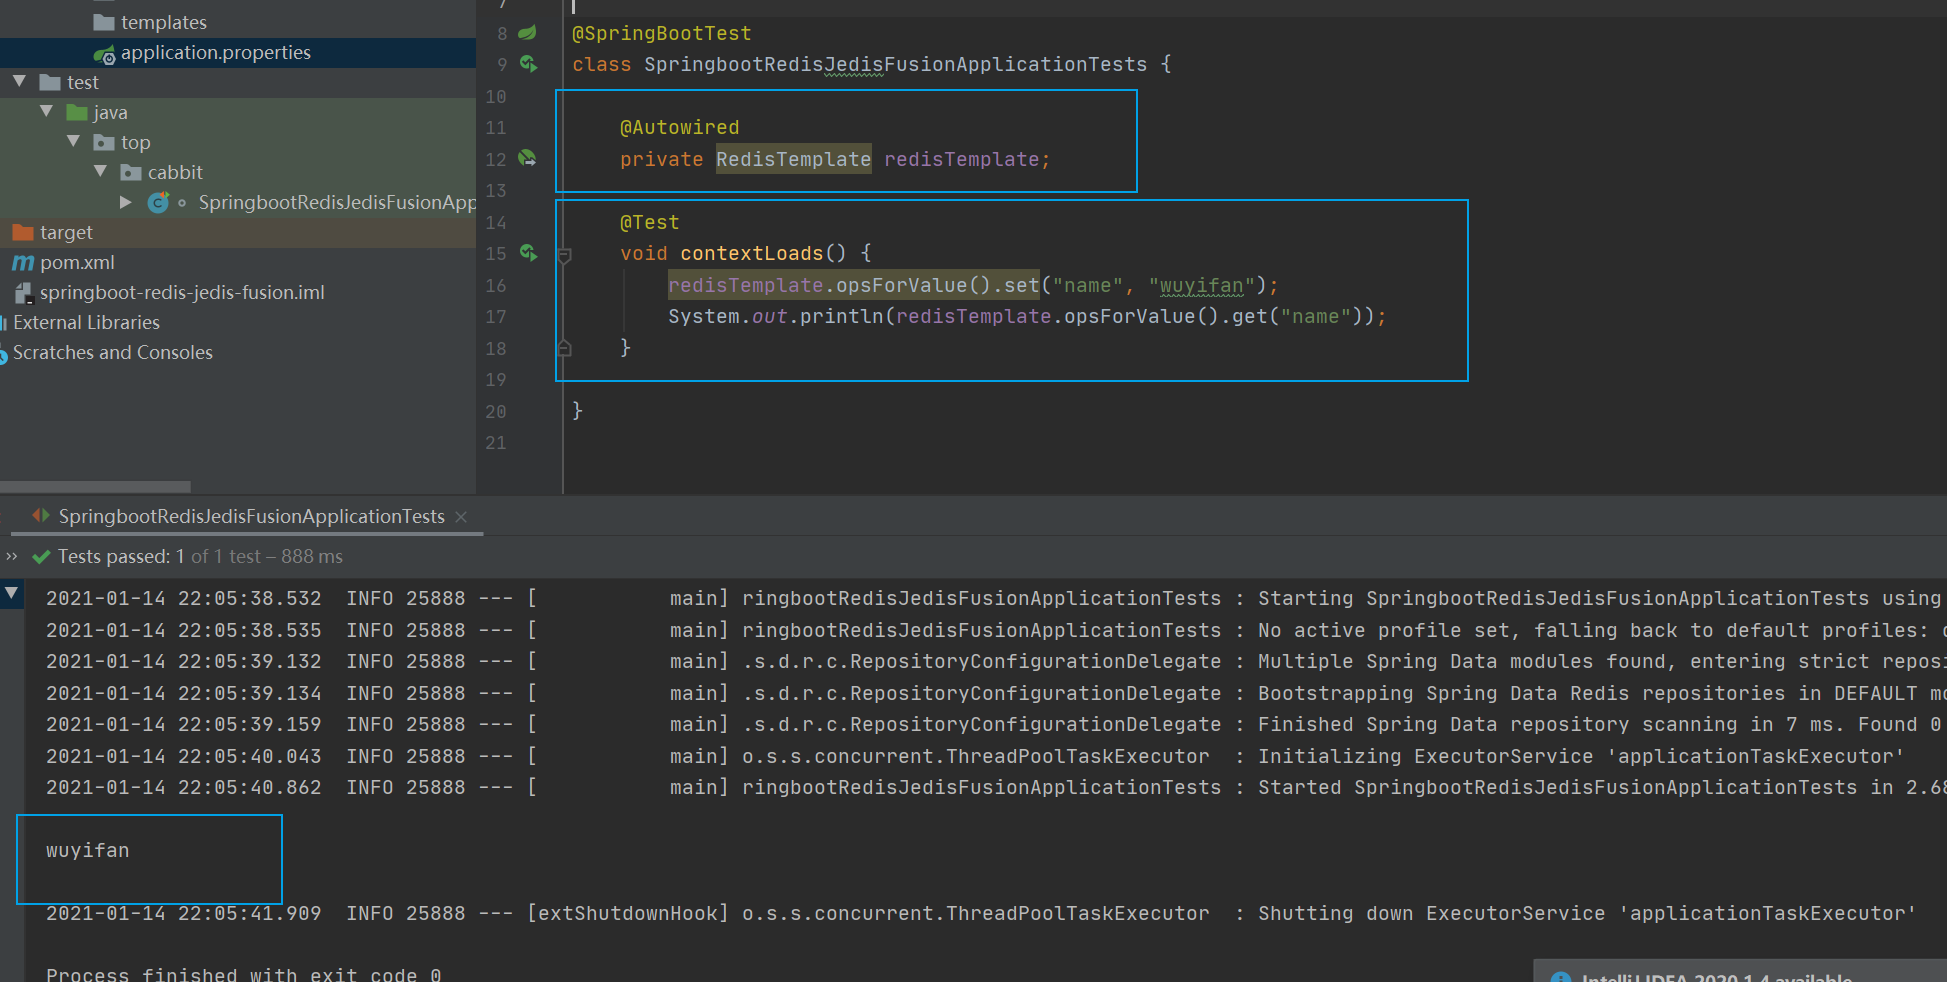 templates
application.properties
test
java
top
cabbit
SpringbootRedisJedisFusionApp
target
pom.xml
springboot-redis-jedis-fusion.iml
External Libraries
Scratches and Consoles
7
8 @SpringBootTest
9 class SpringbootRedisJedisFusionApplicationTests {
10
11 @Autowired
12 private RedisTemplate redisTemplate;
13
14 @Test
15 void contextLoads() {
16 redisTemplate.opsForValue().set("name", "wuyifan");
17 System.out.println(redisTemplate.opsForValue().get("name"));
18 }
19
20 }
21
SpringbootRedisJedisFusionApplicationTests
Tests passed: 1 of 1 test – 888 ms
2021-01-14 22:05:38.532 INFO 25888 --- [ main] ringbootRedisJedisFusionApplicationTests : Starting SpringbootRedisJedisFusionApplicationTests using
2021-01-14 22:05:38.535 INFO 25888 --- [ main] ringbootRedisJedisFusionApplicationTests : No active profile set, falling back to default profiles:
2021-01-14 22:05:39.132 INFO 25888 --- [ main] .s.d.r.c.RepositoryConfigurationDelegate : Multiple Spring Data modules found, entering strict reposi
2021-01-14 22:05:39.134 INFO 25888 --- [ main] .s.d.r.c.RepositoryConfigurationDelegate : Bootstrapping Spring Data Redis repositories in DEFAULT mo
2021-01-14 22:05:39.159 INFO 25888 --- [ main] .s.d.r.c.RepositoryConfigurationDelegate : Finished Spring Data repository scanning in 7 ms. Found 0
2021-01-14 22:05:40.043 INFO 25888 --- [ main] o.s.s.concurrent.ThreadPoolTaskExecutor : Initializing ExecutorService 'applicationTaskExecutor'
2021-01-14 22:05:40.862 INFO 25888 --- [ main] ringbootRedisJedisFusionApplicationTests : Started SpringbootRedisJedisFusionApplicationTests in 2.68
wuyifan
2021-01-14 22:05:41.909 INFO 25888 --- [extShutdownHook] o.s.s.concurrent.ThreadPoolTaskExecutor : Shutting down ExecutorService 'applicationTaskExecutor'
Process finished with exit code 0
IntelliJ IDEA 2020.1.4 available